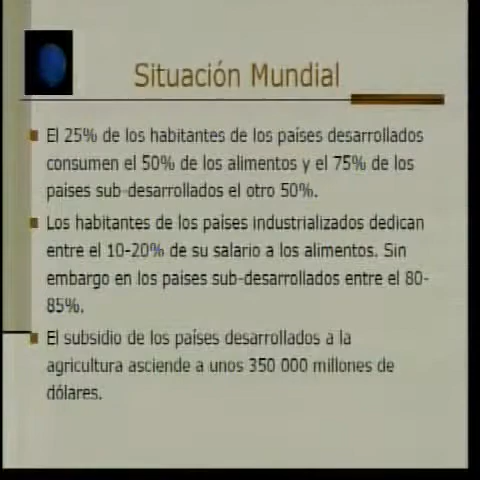 Situación Mundial
El 25% de los habitantes de los países desarrollados
consumen el 50% de los alimentos y el 75% de los
países sub-desarrollados el otro 50%.
Los habitantes de los países industrializados dedican
entre el 10-20% de su salario a los alimentos. Sin
embargo en los países sub-desarrollados entre el 80-
85%.
El subsidio de los países desarrollados a la
agricultura asciende a unos 350 000 millones de
dólares.